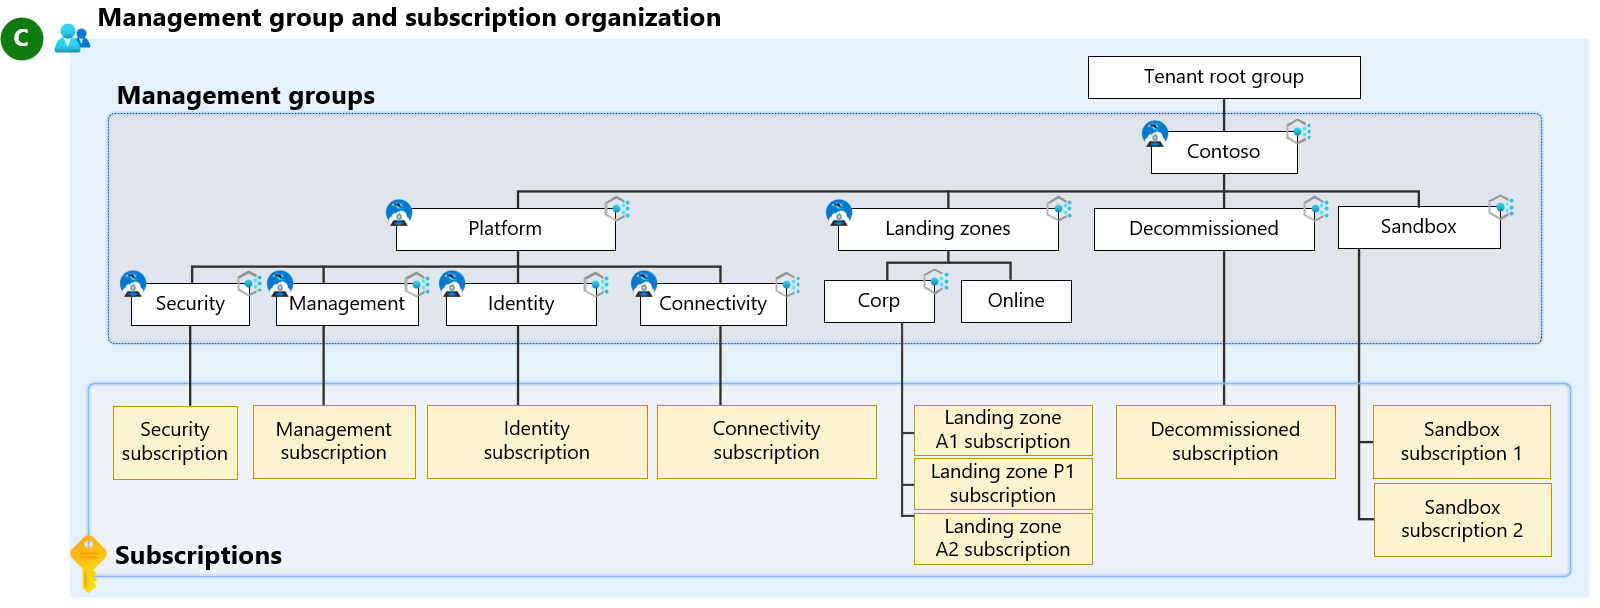 C
Management group and subscription organization
Management groups
Tenant root group
Contoso
Platform
Landing zones
Decommissioned
Sandbox
Security
Management
Identity
Connectivity
Corp
Online
Security
subscription
Management
subscription
Identity
subscription
Connectivity
subscription
Landing zone
A1 subscription
Landing zone P1
subscription
Landing zone
A2 subscription
Decommissioned
subscription
Sandbox
subscription 1
Sandbox
subscription 2
Subscriptions